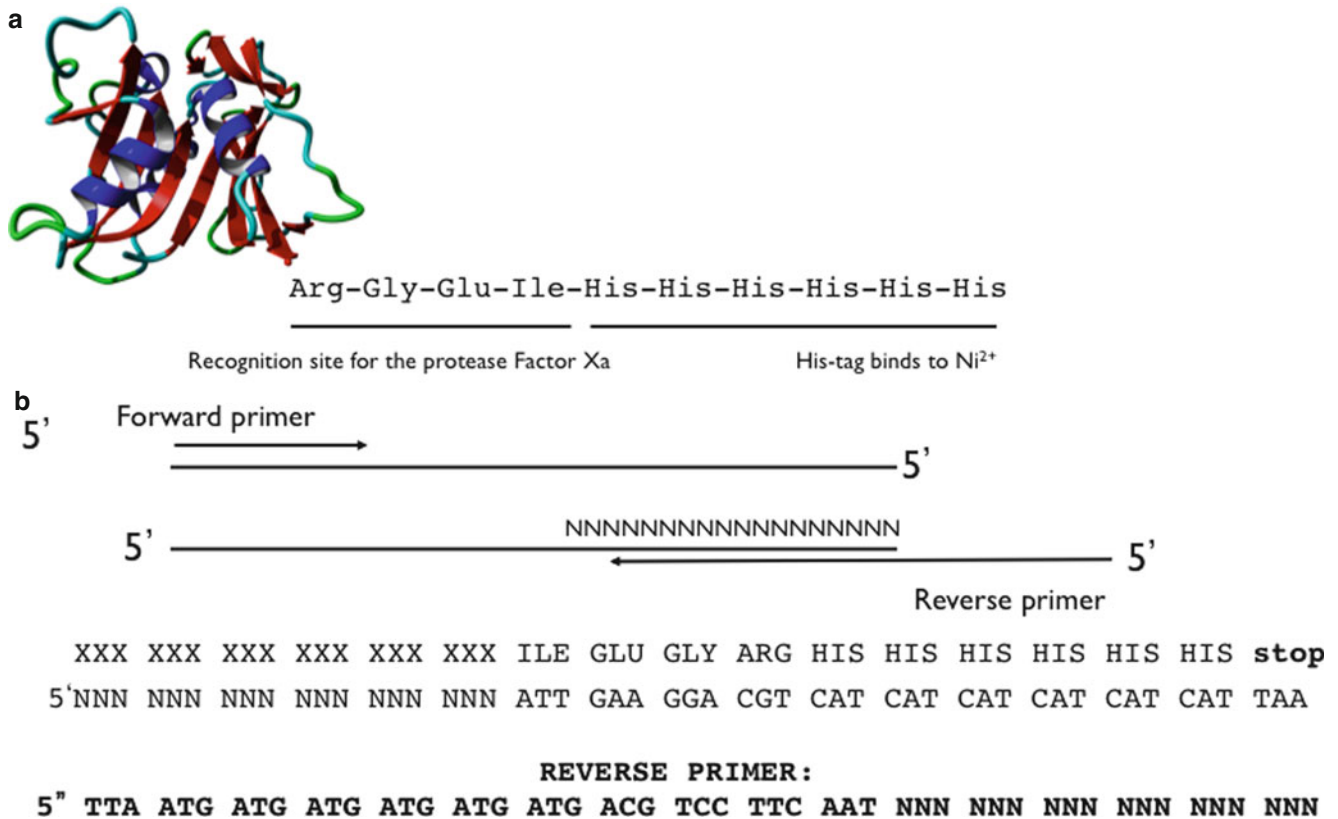 a
Arg-Gly-Glu-Ile-His-His-His-His-His-His
Recognition site for the protease Factor Xa His-tag binds to Ni²⁺
b
5' Forward primer
5'
NNNNNNNNNNNNNNNNNN
5' 5'
Reverse primer
XXX XXX XXX XXX XXX XXX ILE GLU GLY ARG HIS HIS HIS HIS HIS HIS stop
5'NNN NNN NNN NNN NNN NNN ATT GAA GGA CGT CAT CAT CAT CAT CAT CAT TAA
REVERSE PRIMER:
5" TTA ATG ATG ATG ATG ATG ATG ACG TCC TTC AAT NNN NNN NNN NNN NNN NNN